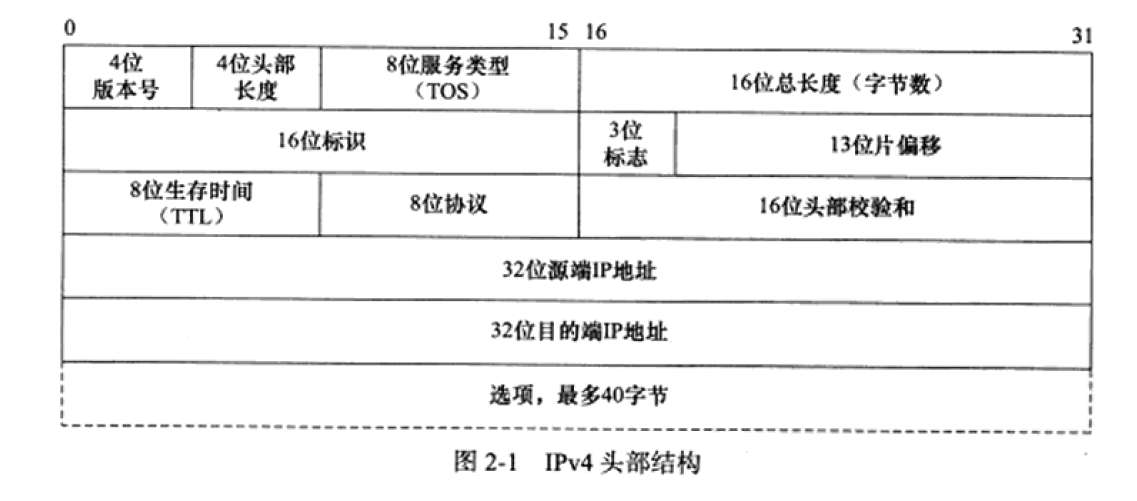 0 15 16 31
4位
版本号
4位头部
长度
8位服务类型
（TOS）
16位总长度（字节数）
16位标识
3位
标志
13位片偏移
8位生存时间
（TTL）
8位协议
16位头部校验和
32位源端IP地址
32位目的端IP地址
选项，最多40字节
图 2-1 IPv4 头部结构